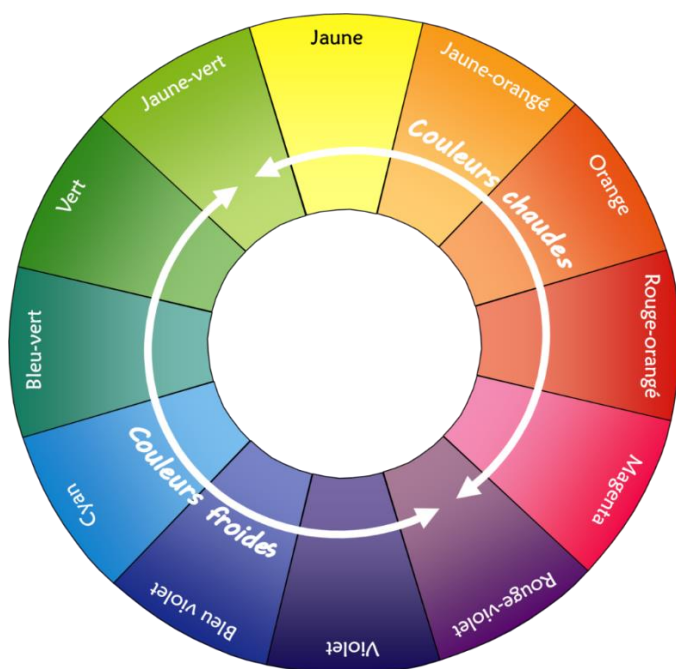 Jaune
Jaune-orangé
Orange
Rouge-orangé
Magenta
Rouge-violet
Violet
Bleu violet
Cyan
Bleu-vert
Vert
Jaune-vert
Couleurs chaudes
Couleurs froides